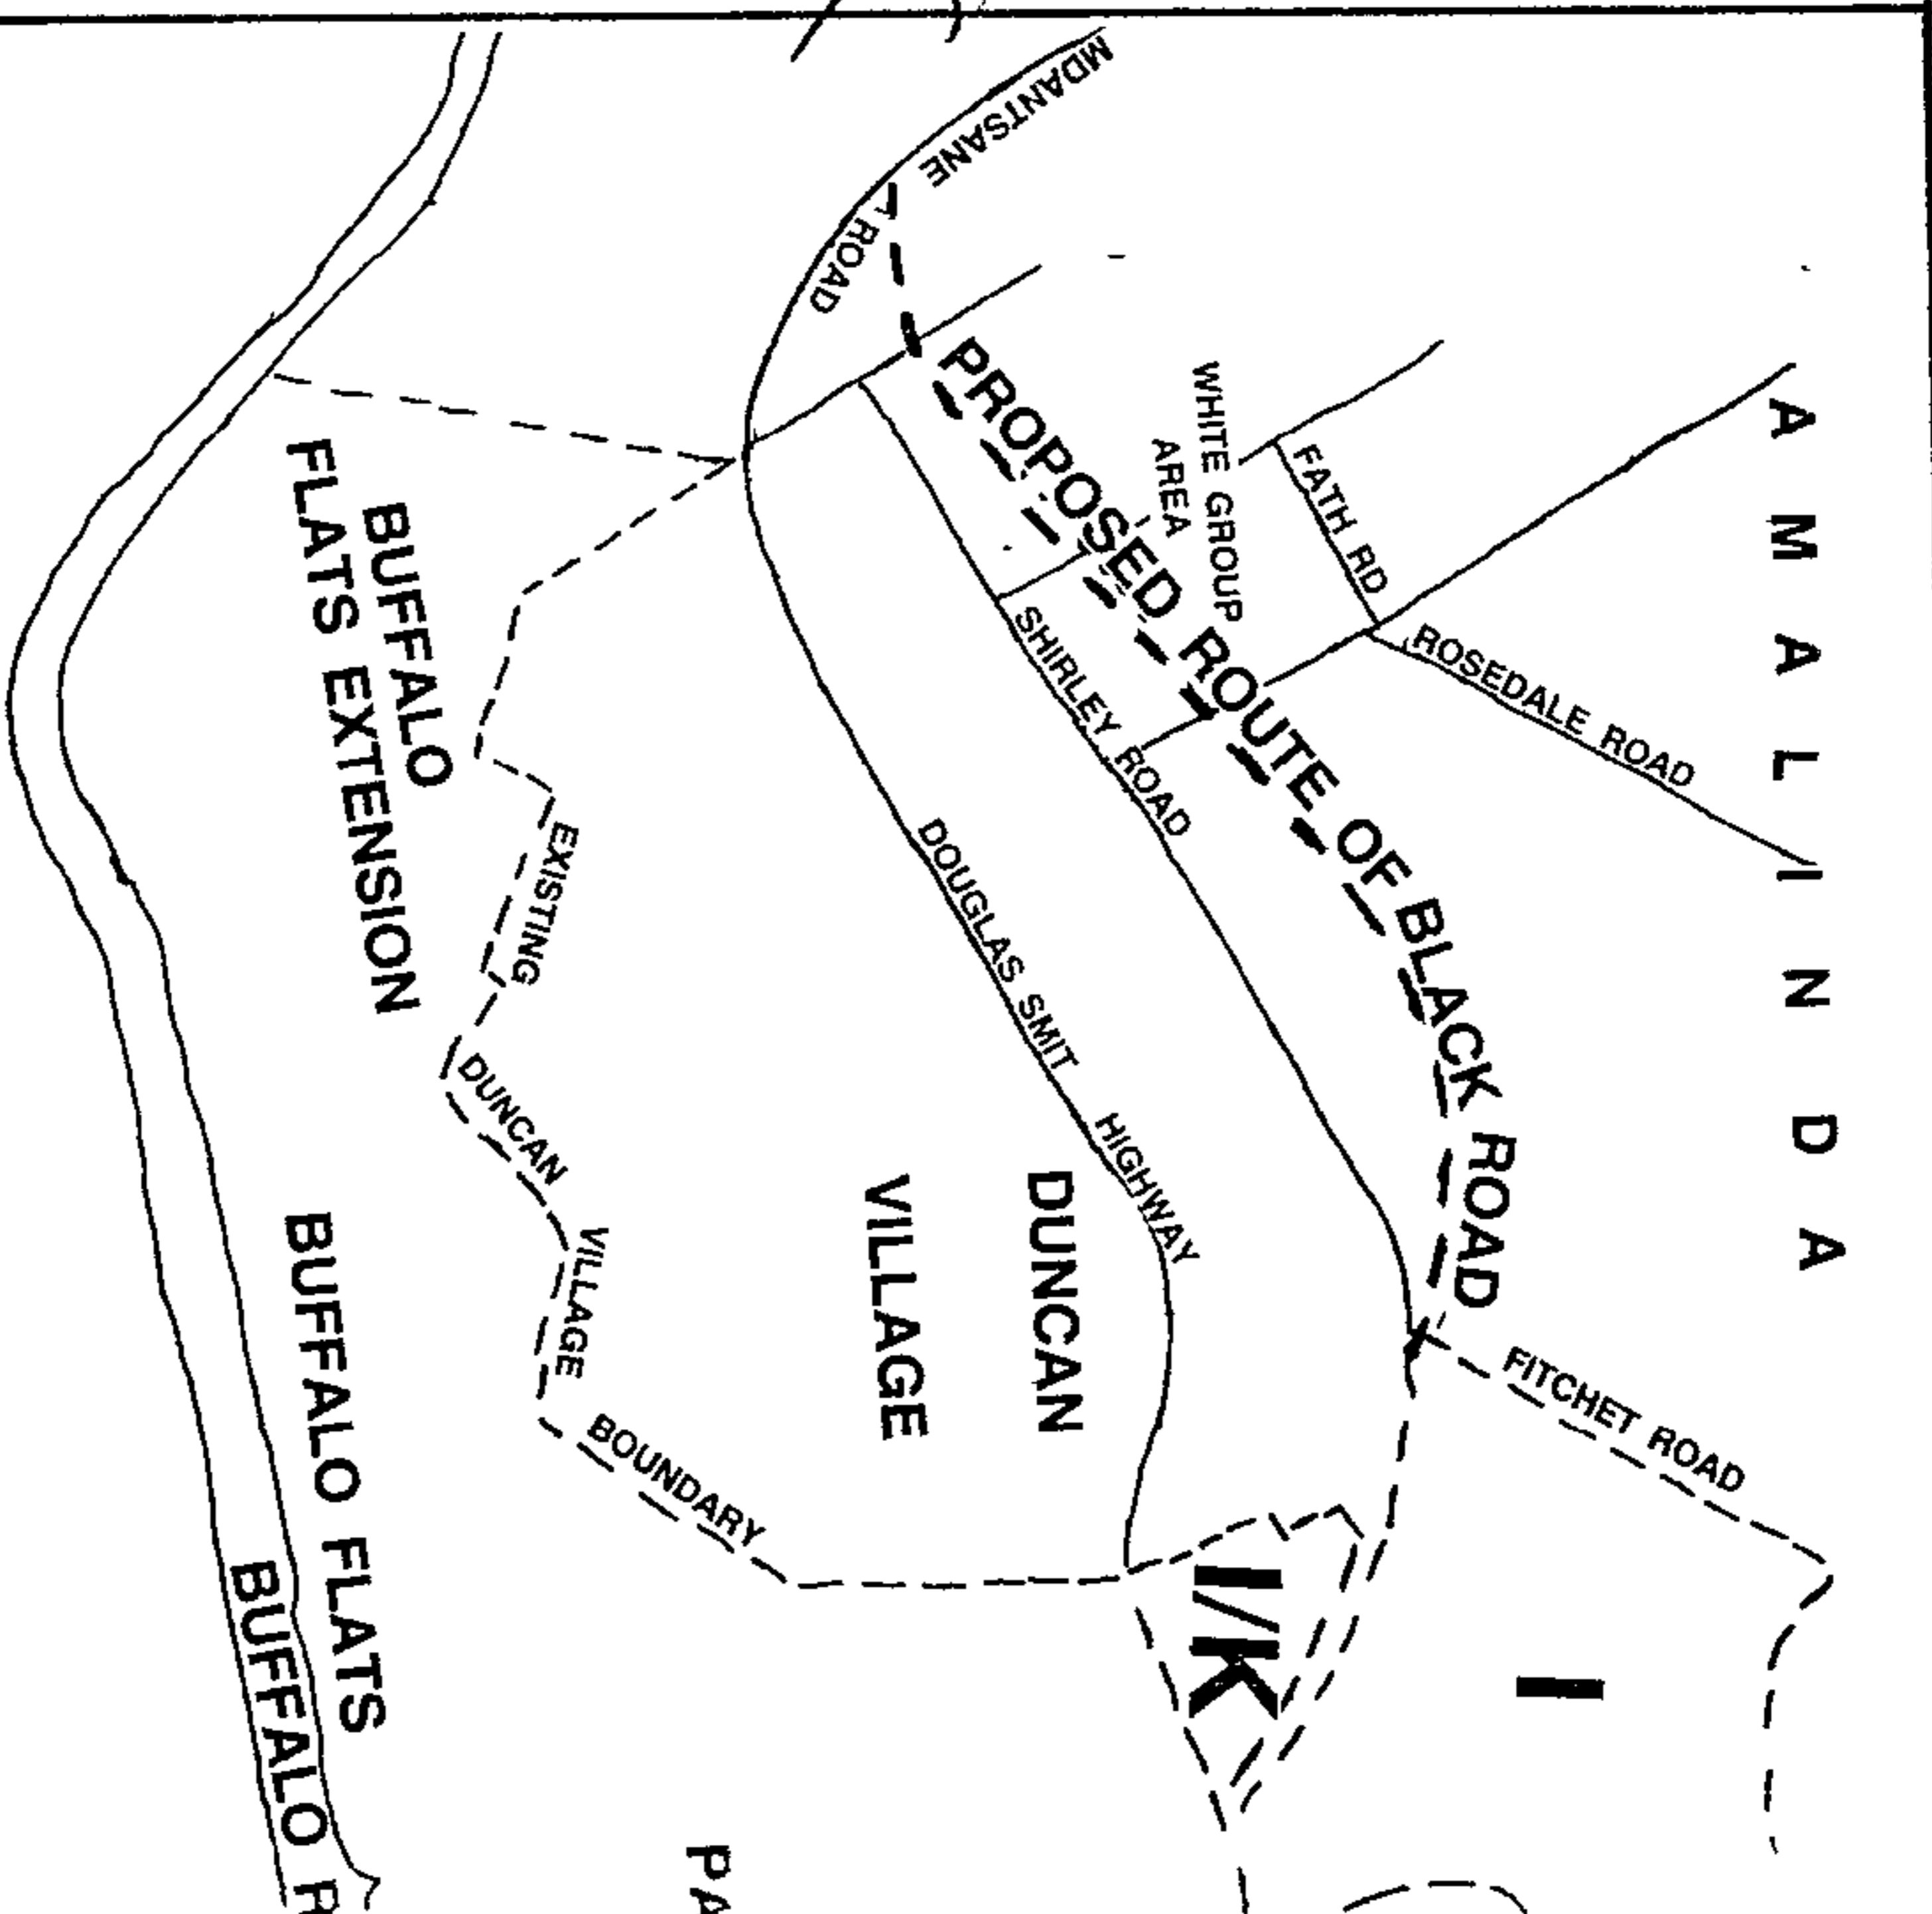 AMALINDA
ROSEDALE ROAD
FATH RD
WHITE GROUP
AREA
PROPOSED ROUTE OF BLACK ROAD
MDANTSANE ROAD
SHIRLEY ROAD
FITCHET ROAD
DOUGLAS SMIT HIGHWAY
DUNCAN
VILLAGE
I
I/K
EXISTING DUNCAN VILLAGE BOUNDARY
BUFFALO
FLATS EXTENSION
BUFFALO FLATS
BUFFALO R
PA